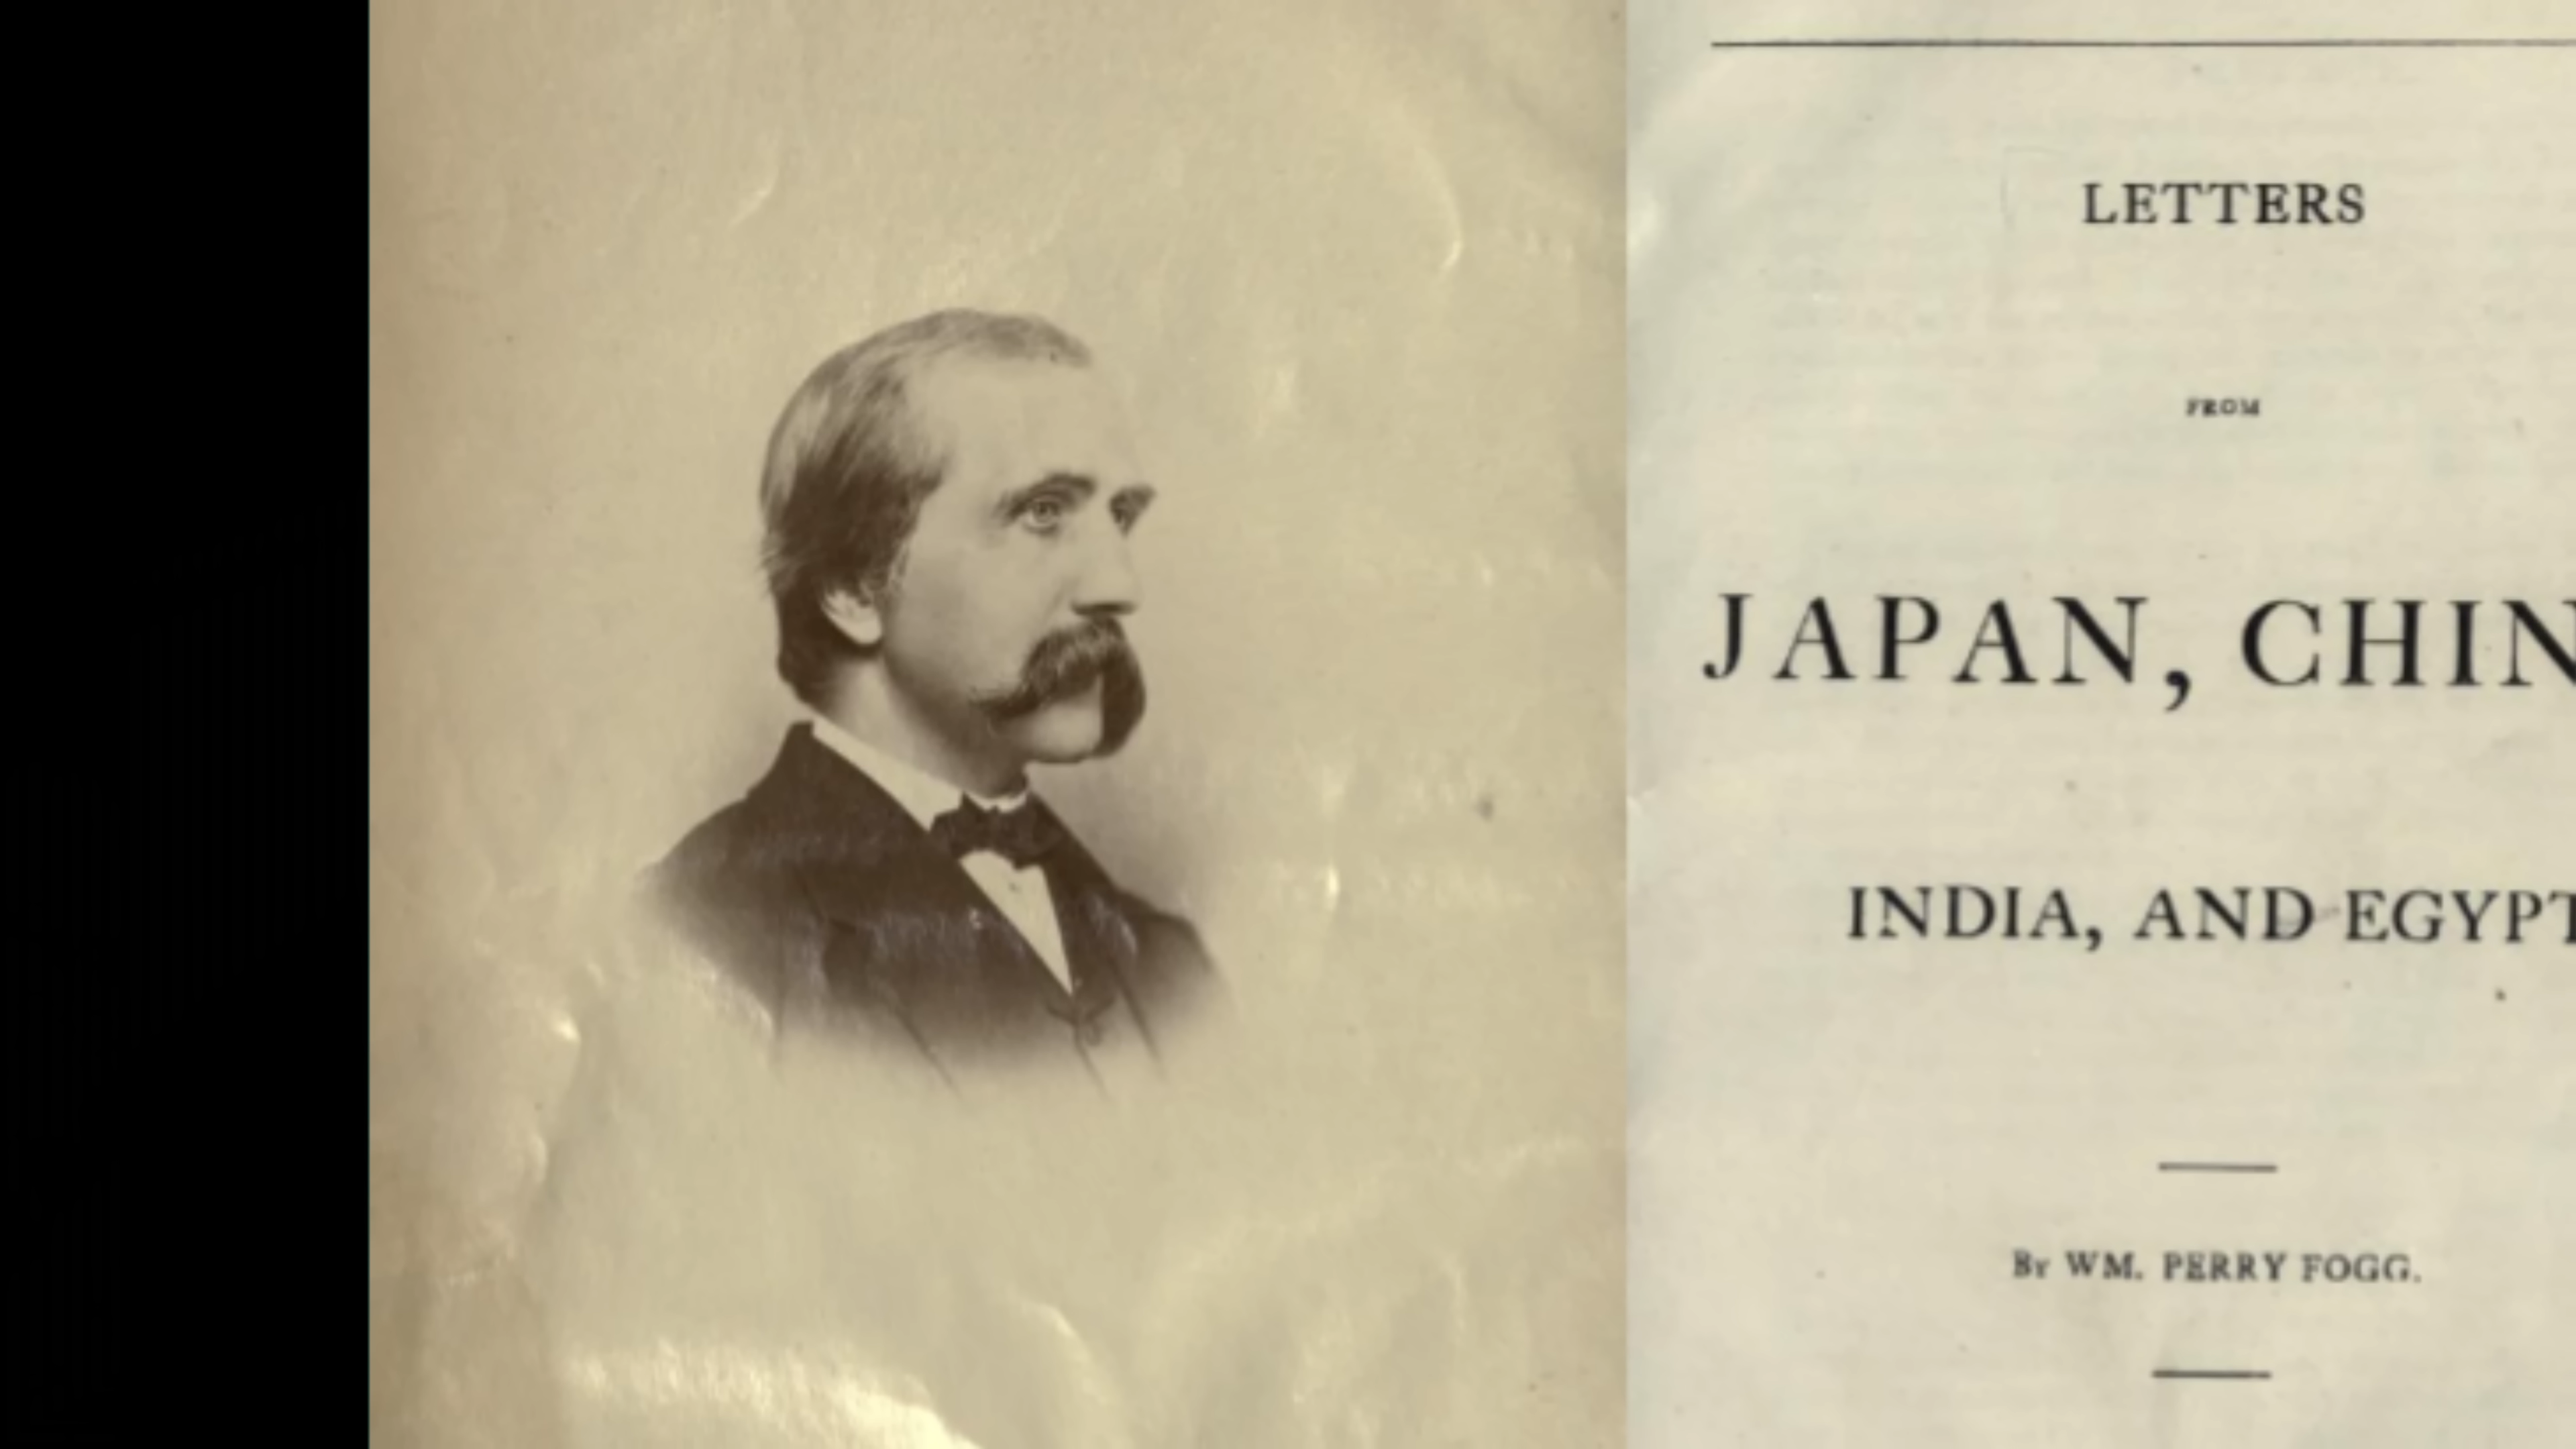 LETTERS
FROM
JAPAN, CHIN
INDIA, AND EGYPT
By WM. PERRY FOGG.